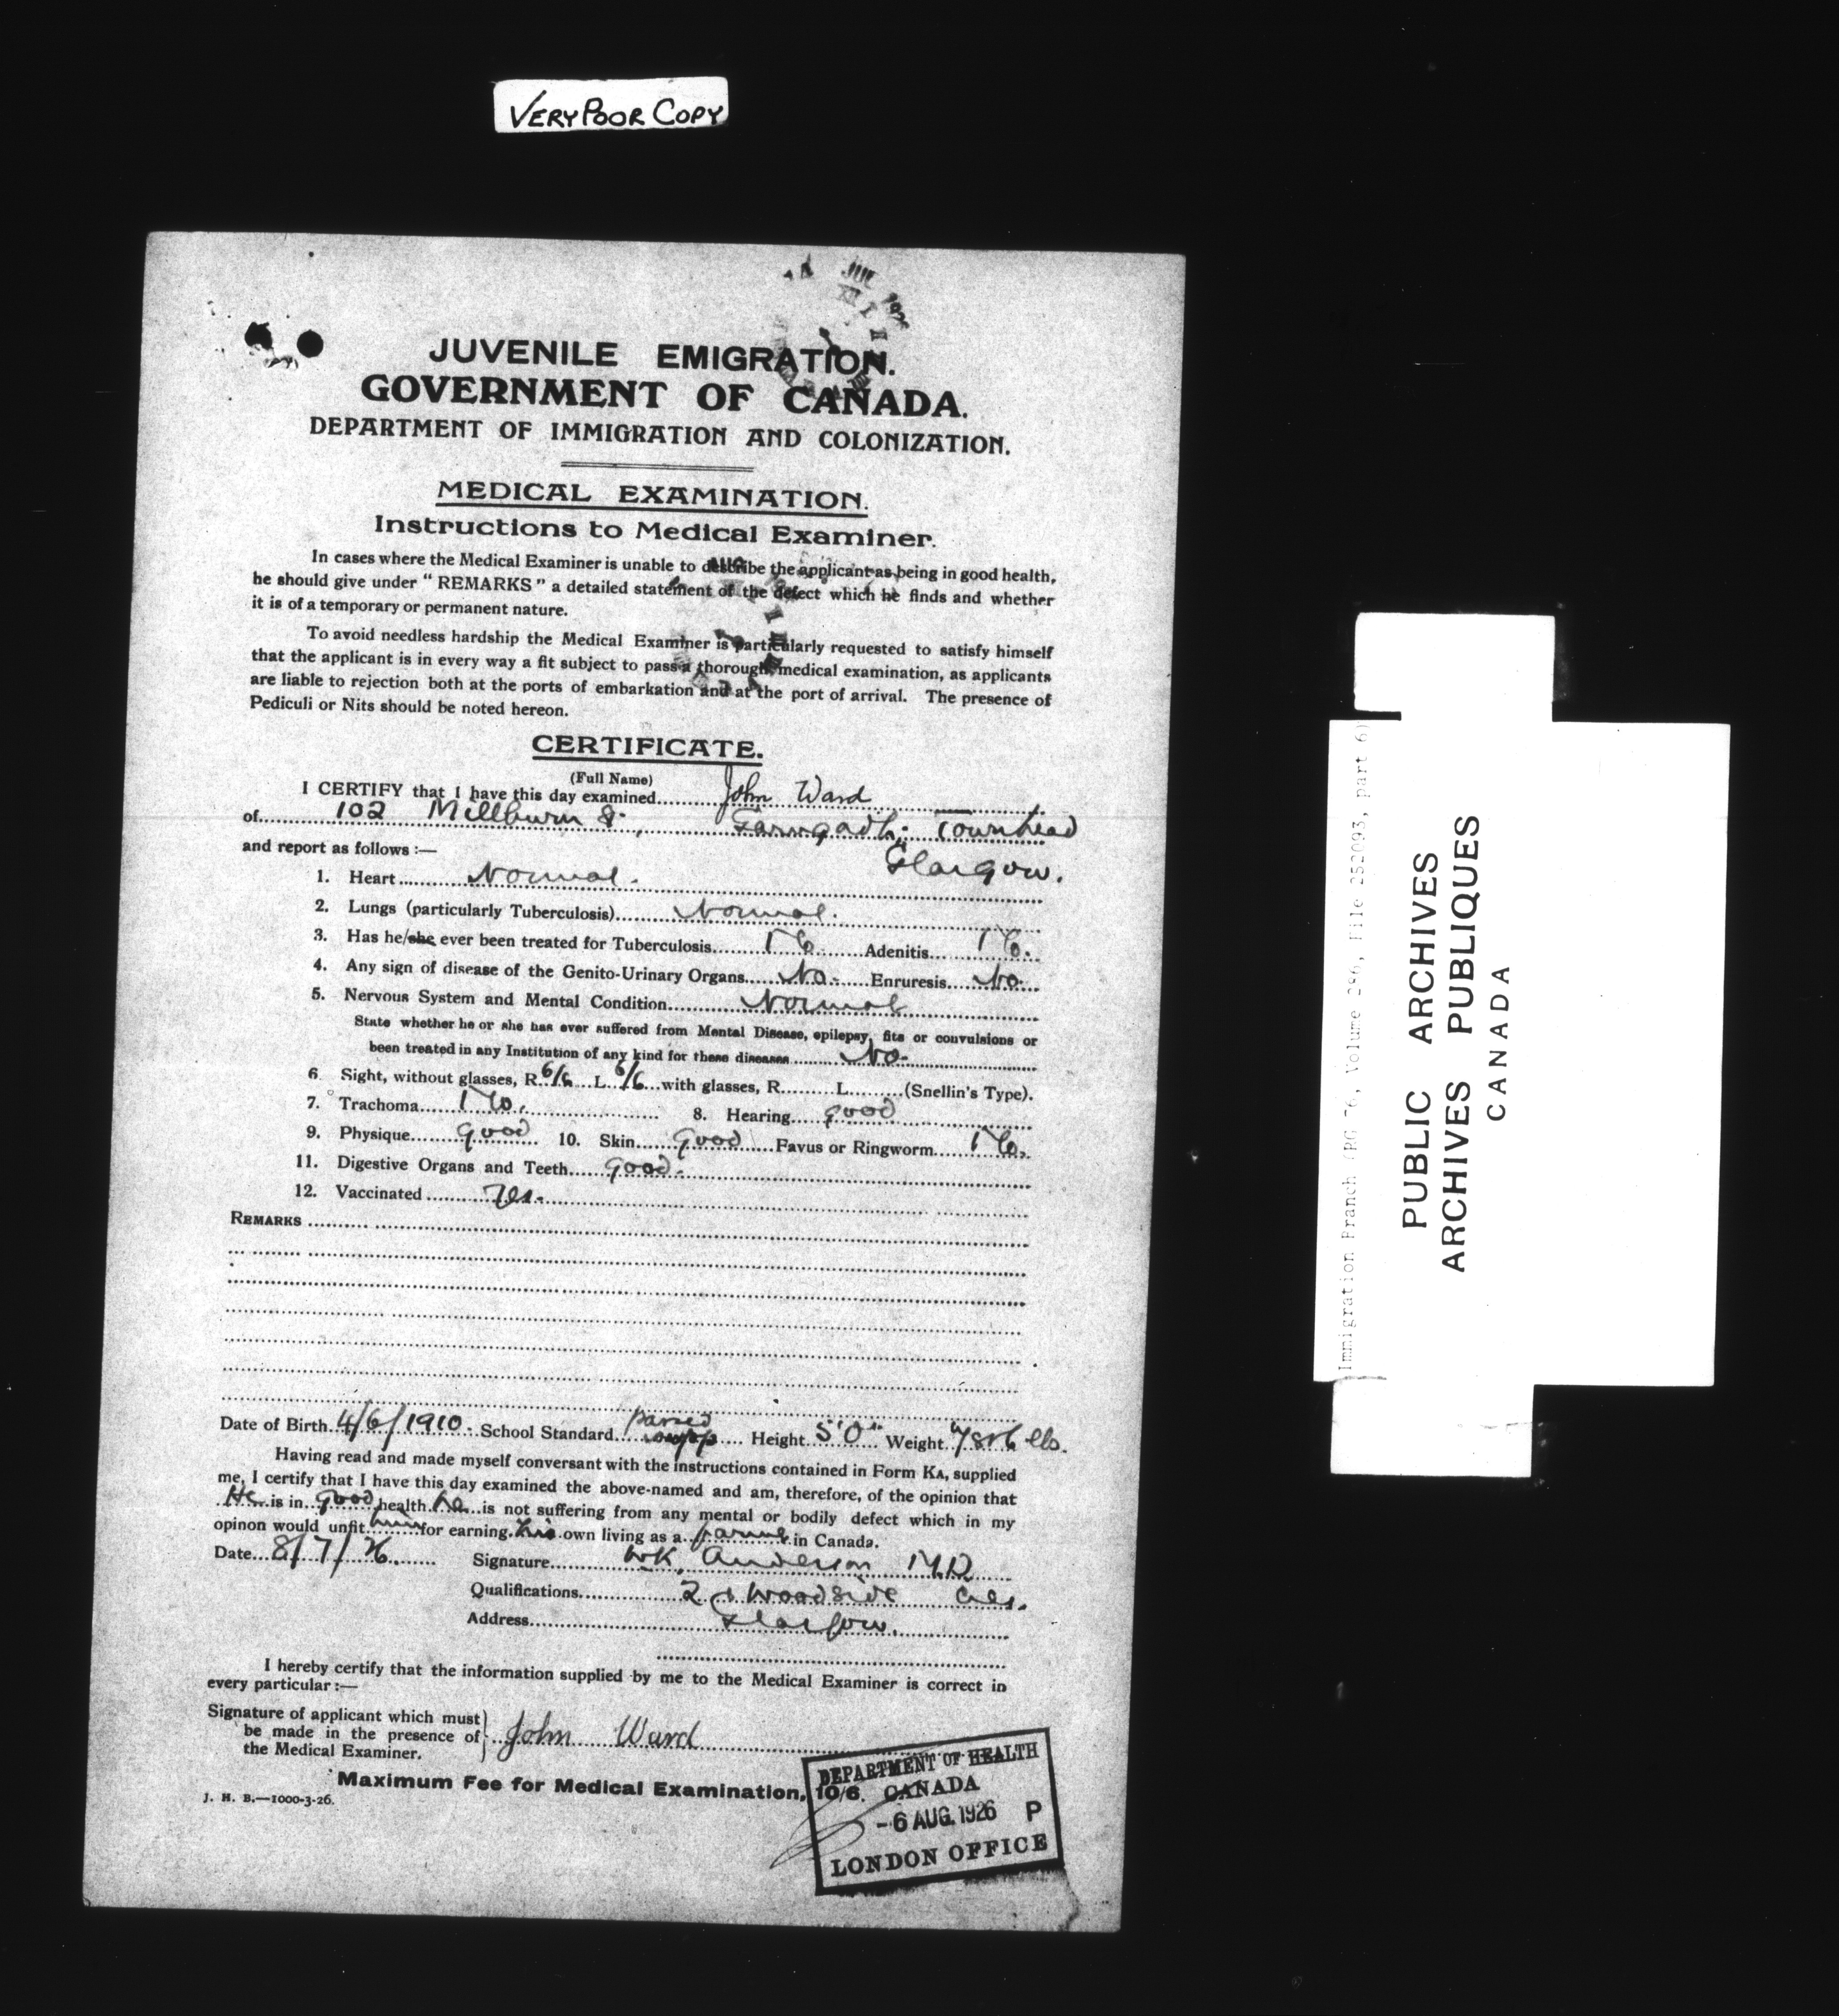 VERY POOR COPY
JUL 1926
JUVENILE EMIGRATION.
GOVERNMENT OF CANADA.
DEPARTMENT OF IMMIGRATION AND COLONIZATION.
MEDICAL EXAMINATION.
Instructions to Medical Examiner.
In cases where the Medical Examiner is unable to describe the applicant as being in good health,
he should give under “ REMARKS ” a detailed statement of the defect which he finds and whether
it is of a temporary or permanent nature.
To avoid needless hardship the Medical Examiner is particularly requested to satisfy himself
that the applicant is in every way a fit subject to pass a thorough medical examination, as applicants
are liable to rejection both at the ports of embarkation and at the port of arrival. The presence of
Pediculi or Nits should be noted hereon.
CERTIFICATE.
(Full Name)
I CERTIFY that I have this day examined John Ward
of 102 Millburn St., Townhead
Glasgow.
and report as follows :—
1. Heart Normal.
2. Lungs (particularly Tuberculosis) Normal.
3. Has he/she ever been treated for Tuberculosis No. Adenitis No.
4. Any sign of disease of the Genito-Urinary Organs No. Enruresis No.
5. Nervous System and Mental Condition Normal
State whether he or she has ever suffered from Mental Disease, epilepsy, fits or convulsions or
been treated in any Institution of any kind for these diseases No.
6. Sight, without glasses, R. 6/6 L. 6/6 with glasses, R. L. (Snellin's Type).
7. Trachoma No. 8. Hearing good
9. Physique good 10. Skin good Favus or Ringworm No.
11. Digestive Organs and Teeth good.
12. Vaccinated Yes.
REMARKS
Date of Birth 4/6/1910. School Standard passed Height 5'0" Weight lbs.
Having read and made myself conversant with the instructions contained in Form KA, supplied
me, I certify that I have this day examined the above-named and am, therefore, of the opinion that
He is in good health he is not suffering from any mental or bodily defect which in my
opinon would unfit him for earning his own living as a in Canada.
Date 8/7/26. Signature WK. Anderson MD
Qualifications 2 Woodside Cres.
Address Glasgow.
I hereby certify that the information supplied by me to the Medical Examiner is correct in
every particular :—
Signature of applicant which must
be made in the presence of
the Medical Examiner.
John Ward
Maximum Fee for Medical Examination, 10/6.
J. H. B.—1000-3-26.
DEPARTMENT OF HEALTH
CANADA
-6 AUG. 1926 P
LONDON OFFICE
Immigration Branch (RG 76, Volume 296, File 252093, part 6)
PUBLIC ARCHIVES
ARCHIVES PUBLIQUES
CANADA